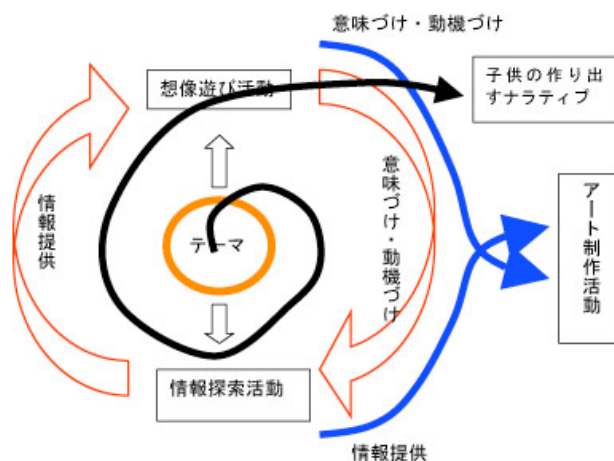 意味づけ・動機づけ
想像遊び活動
子供の作り出
すナラティブ
情報提供
テーマ
意味づけ・動機づけ
アート制作活動
情報探索活動
情報提供